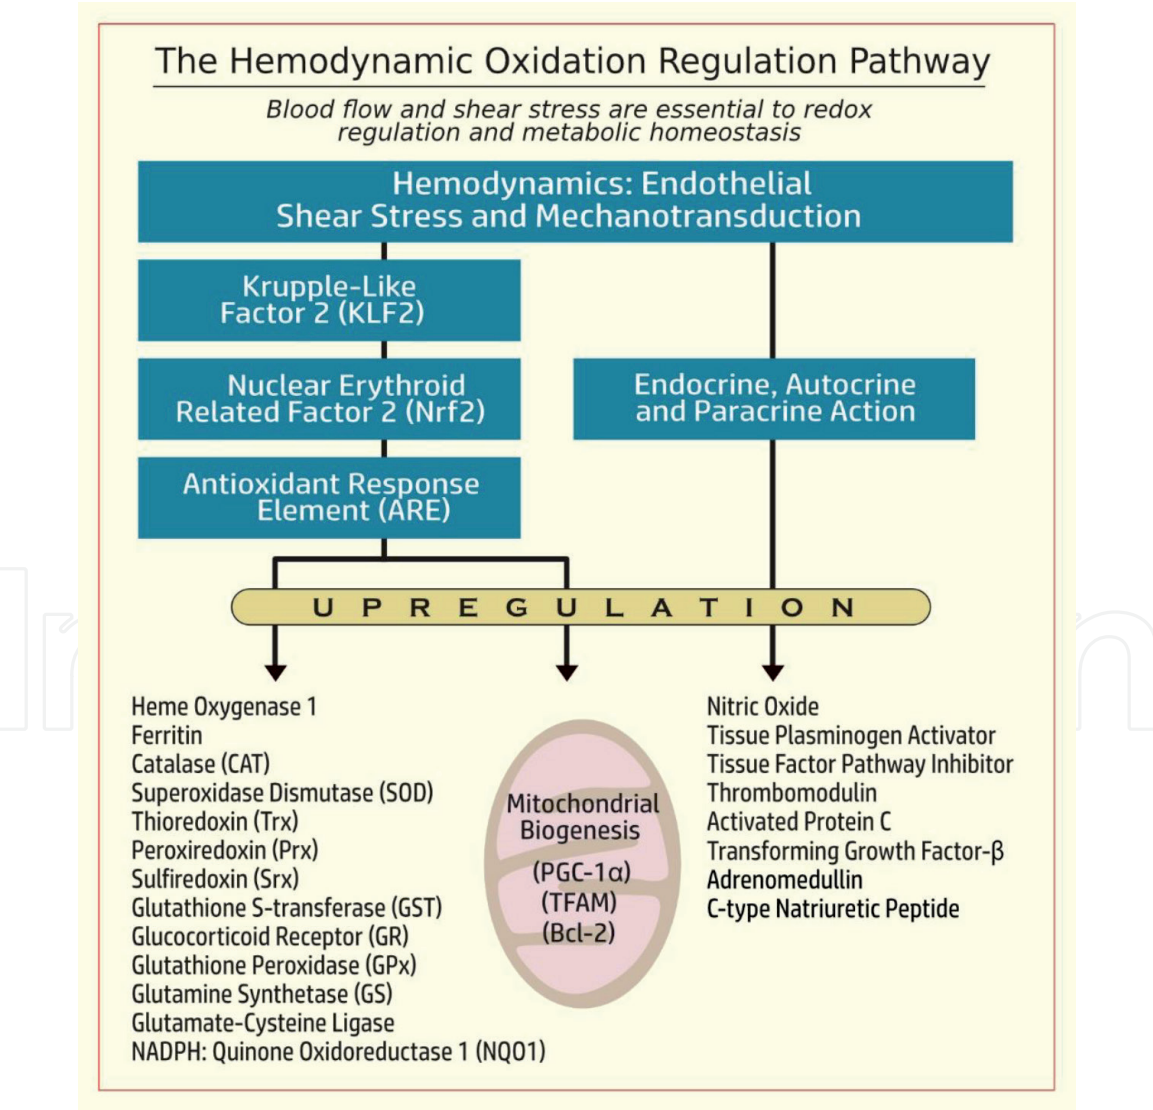 The Hemodynamic Oxidation Regulation Pathway
Blood flow and shear stress are essential to redox
regulation and metabolic homeostasis
Hemodynamics: Endothelial
Shear Stress and Mechanotransduction
Krupple-Like
Factor 2 (KLF2)
Nuclear Erythroid
Related Factor 2 (Nrf2)
Endocrine, Autocrine
and Paracrine Action
Antioxidant Response
Element (ARE)
UPREGULATION
Heme Oxygenase 1
Ferritin
Catalase (CAT)
Superoxidase Dismutase (SOD)
Thioredoxin (Trx)
Peroxiredoxin (Prx)
Sulfiredoxin (Srx)
Glutathione S-transferase (GST)
Glucocorticoid Receptor (GR)
Glutathione Peroxidase (GPx)
Glutamine Synthetase (GS)
Glutamate-Cysteine Ligase
NADPH: Quinone Oxidoreductase 1 (NQO1)
Mitochondrial
Biogenesis
(PGC-1α)
(TFAM)
(Bcl-2)
Nitric Oxide
Tissue Plasminogen Activator
Tissue Factor Pathway Inhibitor
Thrombomodulin
Activated Protein C
Transforming Growth Factor-β
Adrenomedullin
C-type Natriuretic Peptide